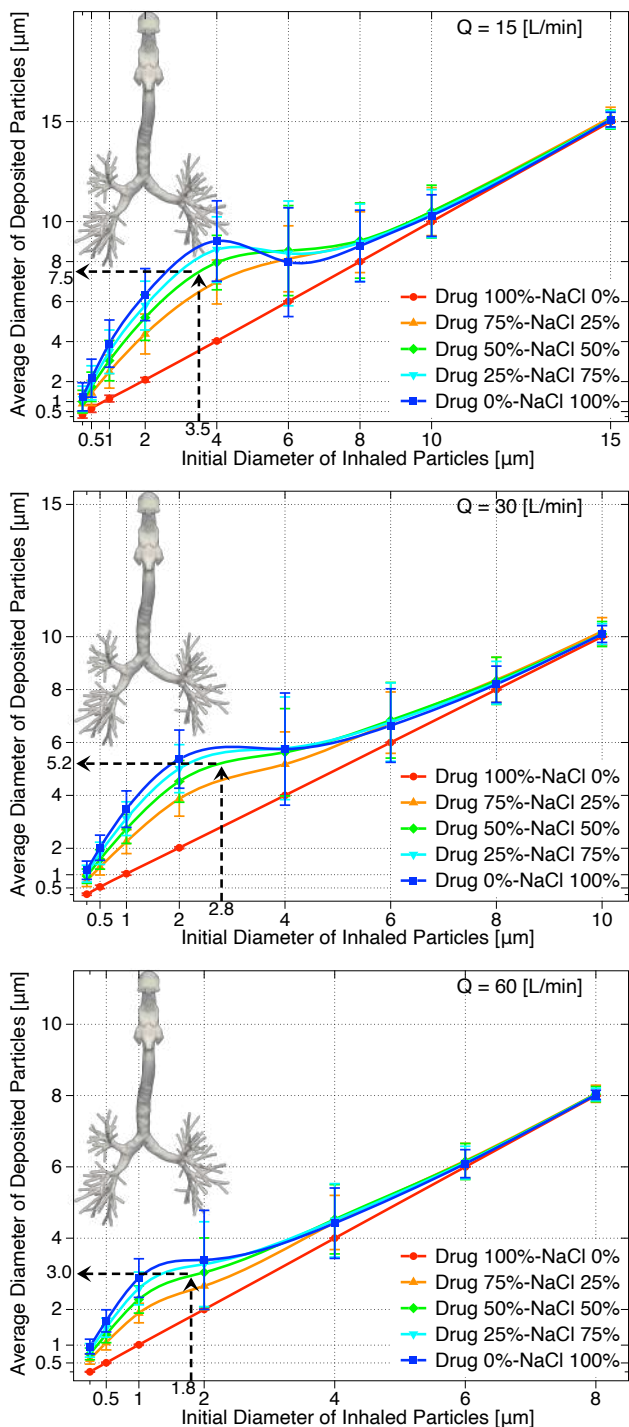 Q = 15 [L/min]
Average Diameter of Deposited Particles [µm]
15
10
8
7.5
6
4
2
1
0.5
Drug 100%-NaCl 0%
Drug 75%-NaCl 25%
Drug 50%-NaCl 50%
Drug 25%-NaCl 75%
Drug 0%-NaCl 100%
0.5 1 2 3.5 4 6 8 10 15
Initial Diameter of Inhaled Particles [µm]
Q = 30 [L/min]
Average Diameter of Deposited Particles [µm]
15
10
8
6
5.2
4
2
1
0.5
Drug 100%-NaCl 0%
Drug 75%-NaCl 25%
Drug 50%-NaCl 50%
Drug 25%-NaCl 75%
Drug 0%-NaCl 100%
0.5 1 2 2.8 4 6 8 10
Initial Diameter of Inhaled Particles [µm]
Q = 60 [L/min]
Average Diameter of Deposited Particles [µm]
10
8
6
4
3.0
2
1
0.5
Drug 100%-NaCl 0%
Drug 75%-NaCl 25%
Drug 50%-NaCl 50%
Drug 25%-NaCl 75%
Drug 0%-NaCl 100%
0.5 1 1.8 2 4 6 8
Initial Diameter of Inhaled Particles [µm]